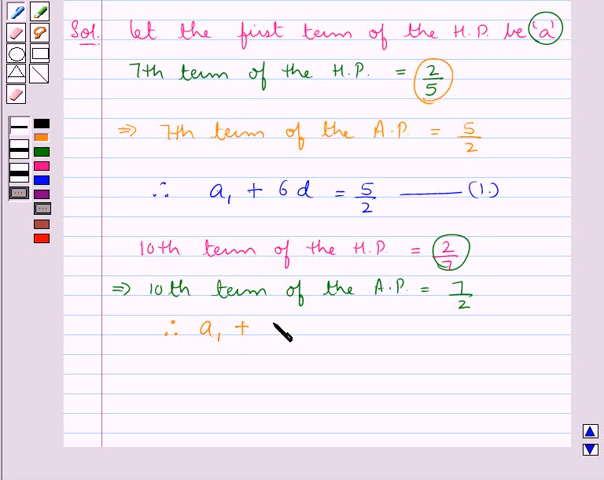 Sol. let the first term of the H.P. be 'a'
7th term of the H.P. = 2/5
⇒ 7th term of the A.P = 5/2
∴ a₁ + 6d = 5/2 ——— (1.)
10th term of the H.P. = 2/7
⇒ 10th term of the A.P. = 7/2
∴ a₁ +